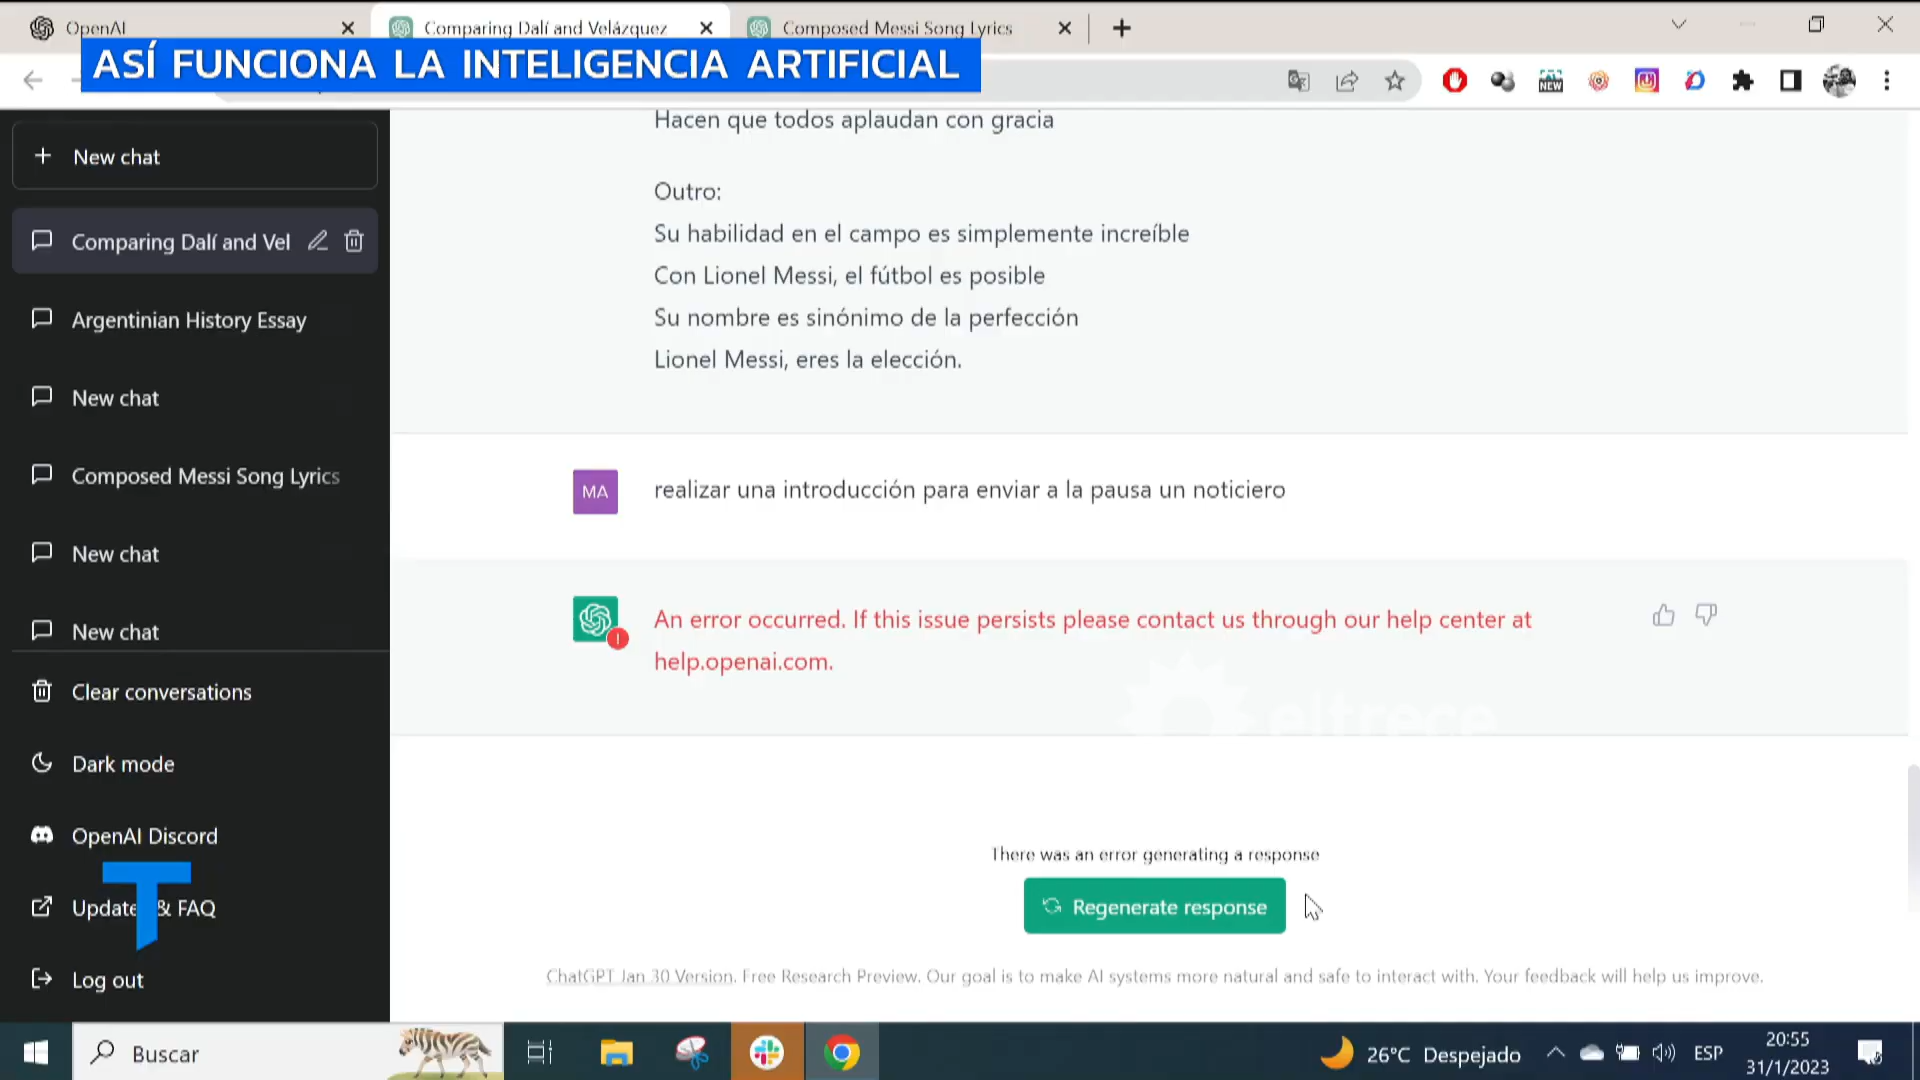 OpenAI
Comparing Dalí and Velázquez
Composed Messi Song Lyrics
ASÍ FUNCIONA LA INTELIGENCIA ARTIFICIAL
NEW
New chat
Comparing Dalí and Vel
Argentinian History Essay
New chat
Composed Messi Song Lyrics
New chat
New chat
Clear conversations
Dark mode
OpenAI Discord
Updates & FAQ
Log out
Hacen que todos aplaudan con gracia
Outro:
Su habilidad en el campo es simplemente increíble
Con Lionel Messi, el fútbol es posible
Su nombre es sinónimo de la perfección
Lionel Messi, eres la elección.
MA
realizar una introducción para enviar a la pausa un noticiero
An error occurred. If this issue persists please contact us through our help center at
help.openai.com.
eltrece
There was an error generating a response
Regenerate response
ChatGPT Jan 30 Version. Free Research Preview. Our goal is to make AI systems more natural and safe to interact with. Your feedback will help us improve.
T
Buscar
26°C Despejado
ESP
20:55
31/1/2023